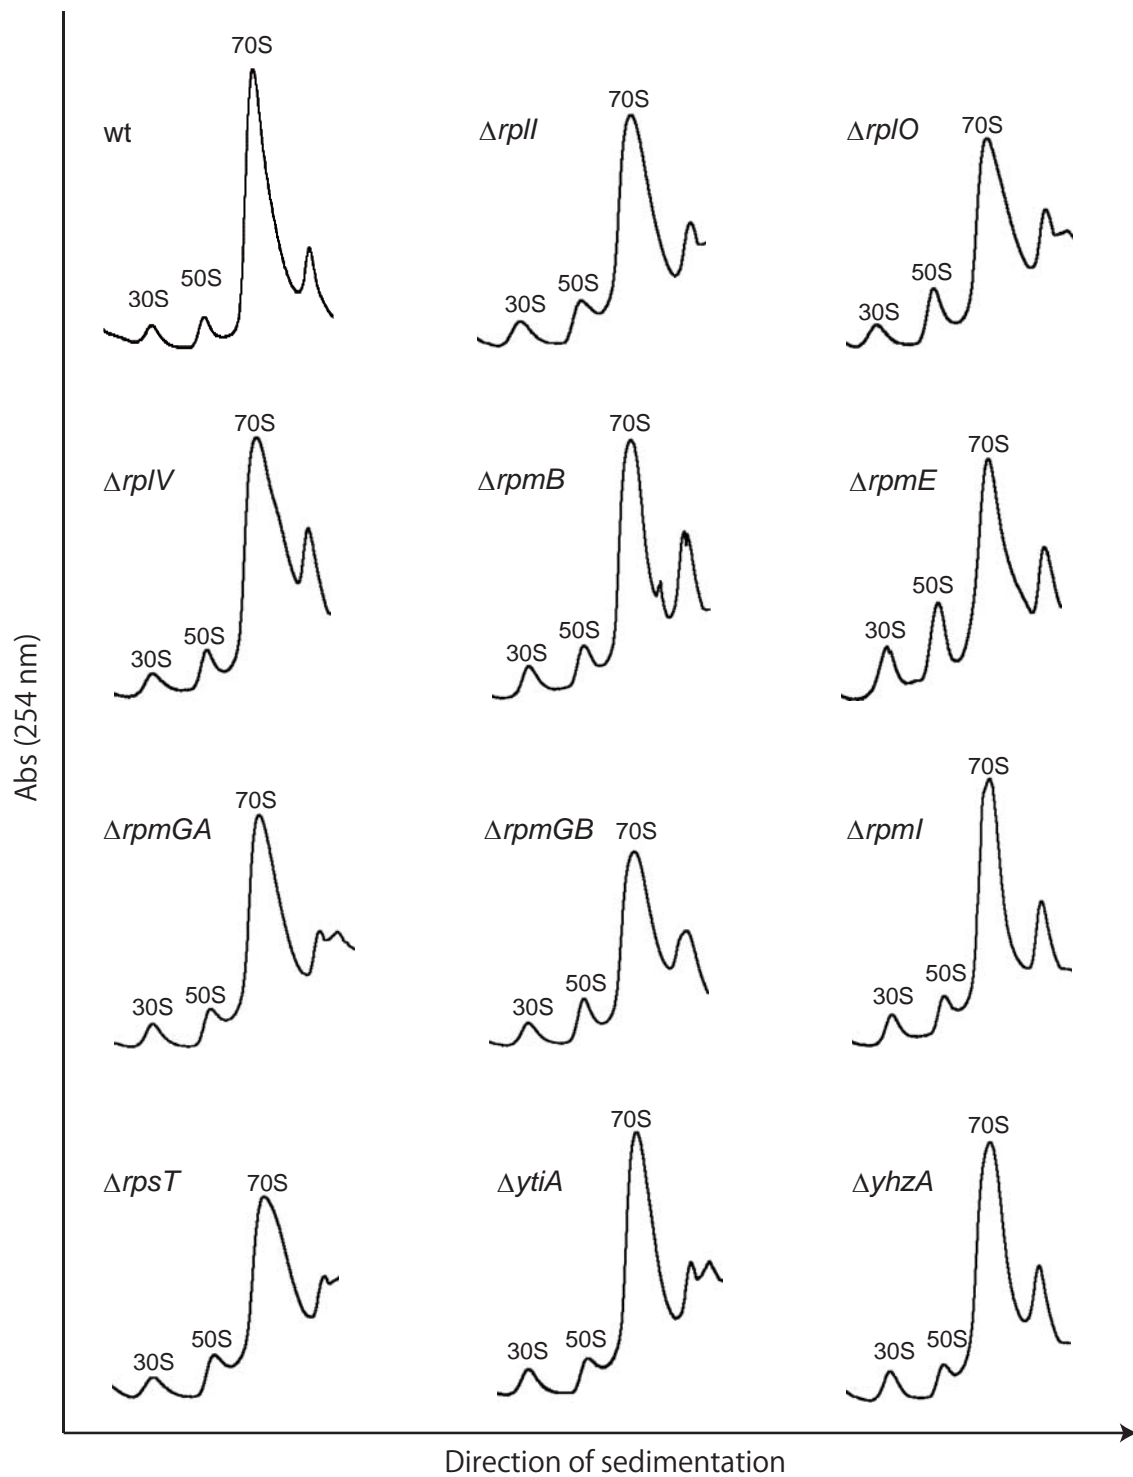 70S
wt
50S
30S
70S
ΔrplI
50S
30S
70S
ΔrplO
50S
30S
70S
ΔrplV
50S
30S
70S
ΔrpmB
50S
30S
70S
ΔrpmE
50S
30S
70S
ΔrpmGA
50S
30S
70S
ΔrpmGB
50S
30S
70S
ΔrpmI
50S
30S
70S
ΔrpsT
50S
30S
70S
ΔytiA
50S
30S
70S
ΔyhzA
50S
30S
Abs (254 nm)
Direction of sedimentation